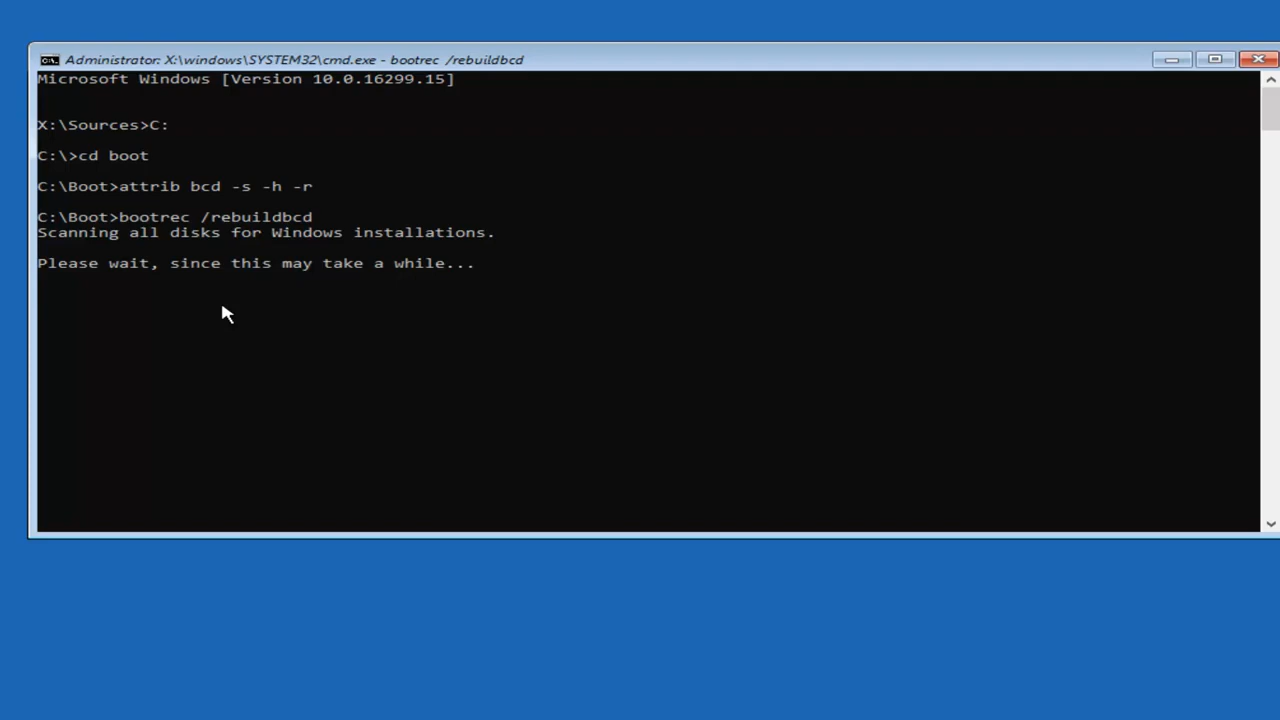 Administrator: X:\windows\SYSTEM32\cmd.exe - bootrec /rebuildbcd
Microsoft Windows [Version 10.0.16299.15]
X:\Sources>C:
C:\>cd boot
C:\Boot>attrib bcd -s -h -r
C:\Boot>bootrec /rebuildbcd
Scanning all disks for Windows installations.
Please wait, since this may take a while...